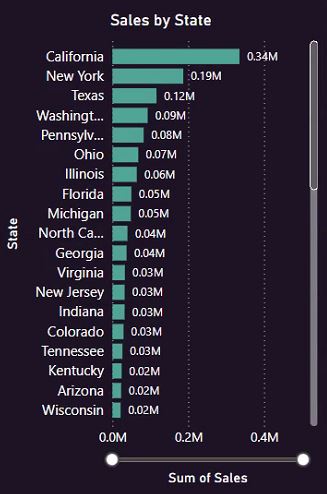 Sales by State
California 0.34M
New York 0.19M
Texas 0.12M
Washingt... 0.09M
Pennsylv... 0.08M
Ohio 0.07M
Illinois 0.06M
Florida 0.05M
Michigan 0.05M
North Ca... 0.04M
Georgia 0.04M
Virginia 0.03M
New Jersey 0.03M
Indiana 0.03M
Colorado 0.03M
Tennessee 0.03M
Kentucky 0.02M
Arizona 0.02M
Wisconsin 0.02M
State
0.0M 0.2M 0.4M
Sum of Sales